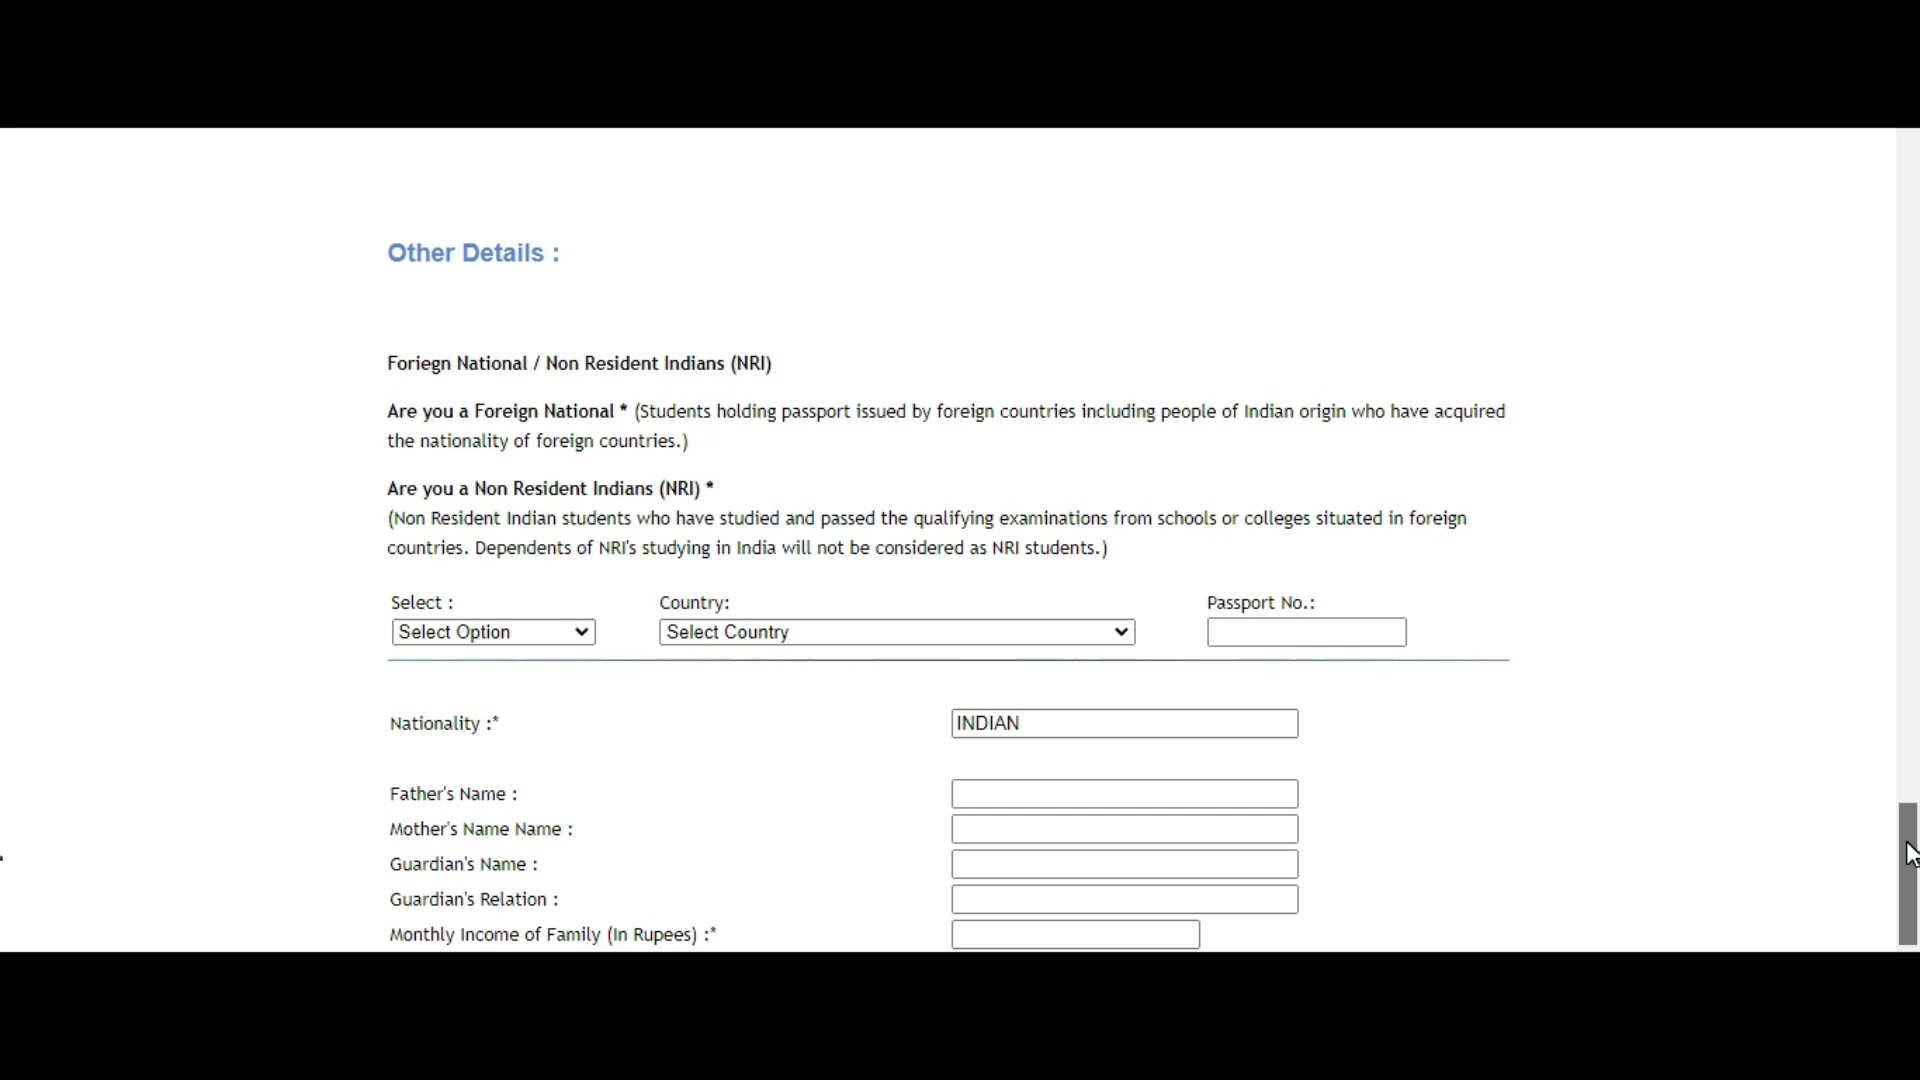 Other Details :
Foriegn National / Non Resident Indians (NRI)
Are you a Foreign National * (Students holding passport issued by foreign countries including people of Indian origin who have acquired
the nationality of foreign countries.)
Are you a Non Resident Indians (NRI) *
(Non Resident Indian students who have studied and passed the qualifying examinations from schools or colleges situated in foreign
countries. Dependents of NRI's studying in India will not be considered as NRI students.)
Select : Country: Passport No.:
Select Option Select Country
Nationality :* INDIAN
Father's Name :
Mother's Name Name :
Guardian's Name :
Guardian's Relation :
Monthly Income of Family (In Rupees) :*